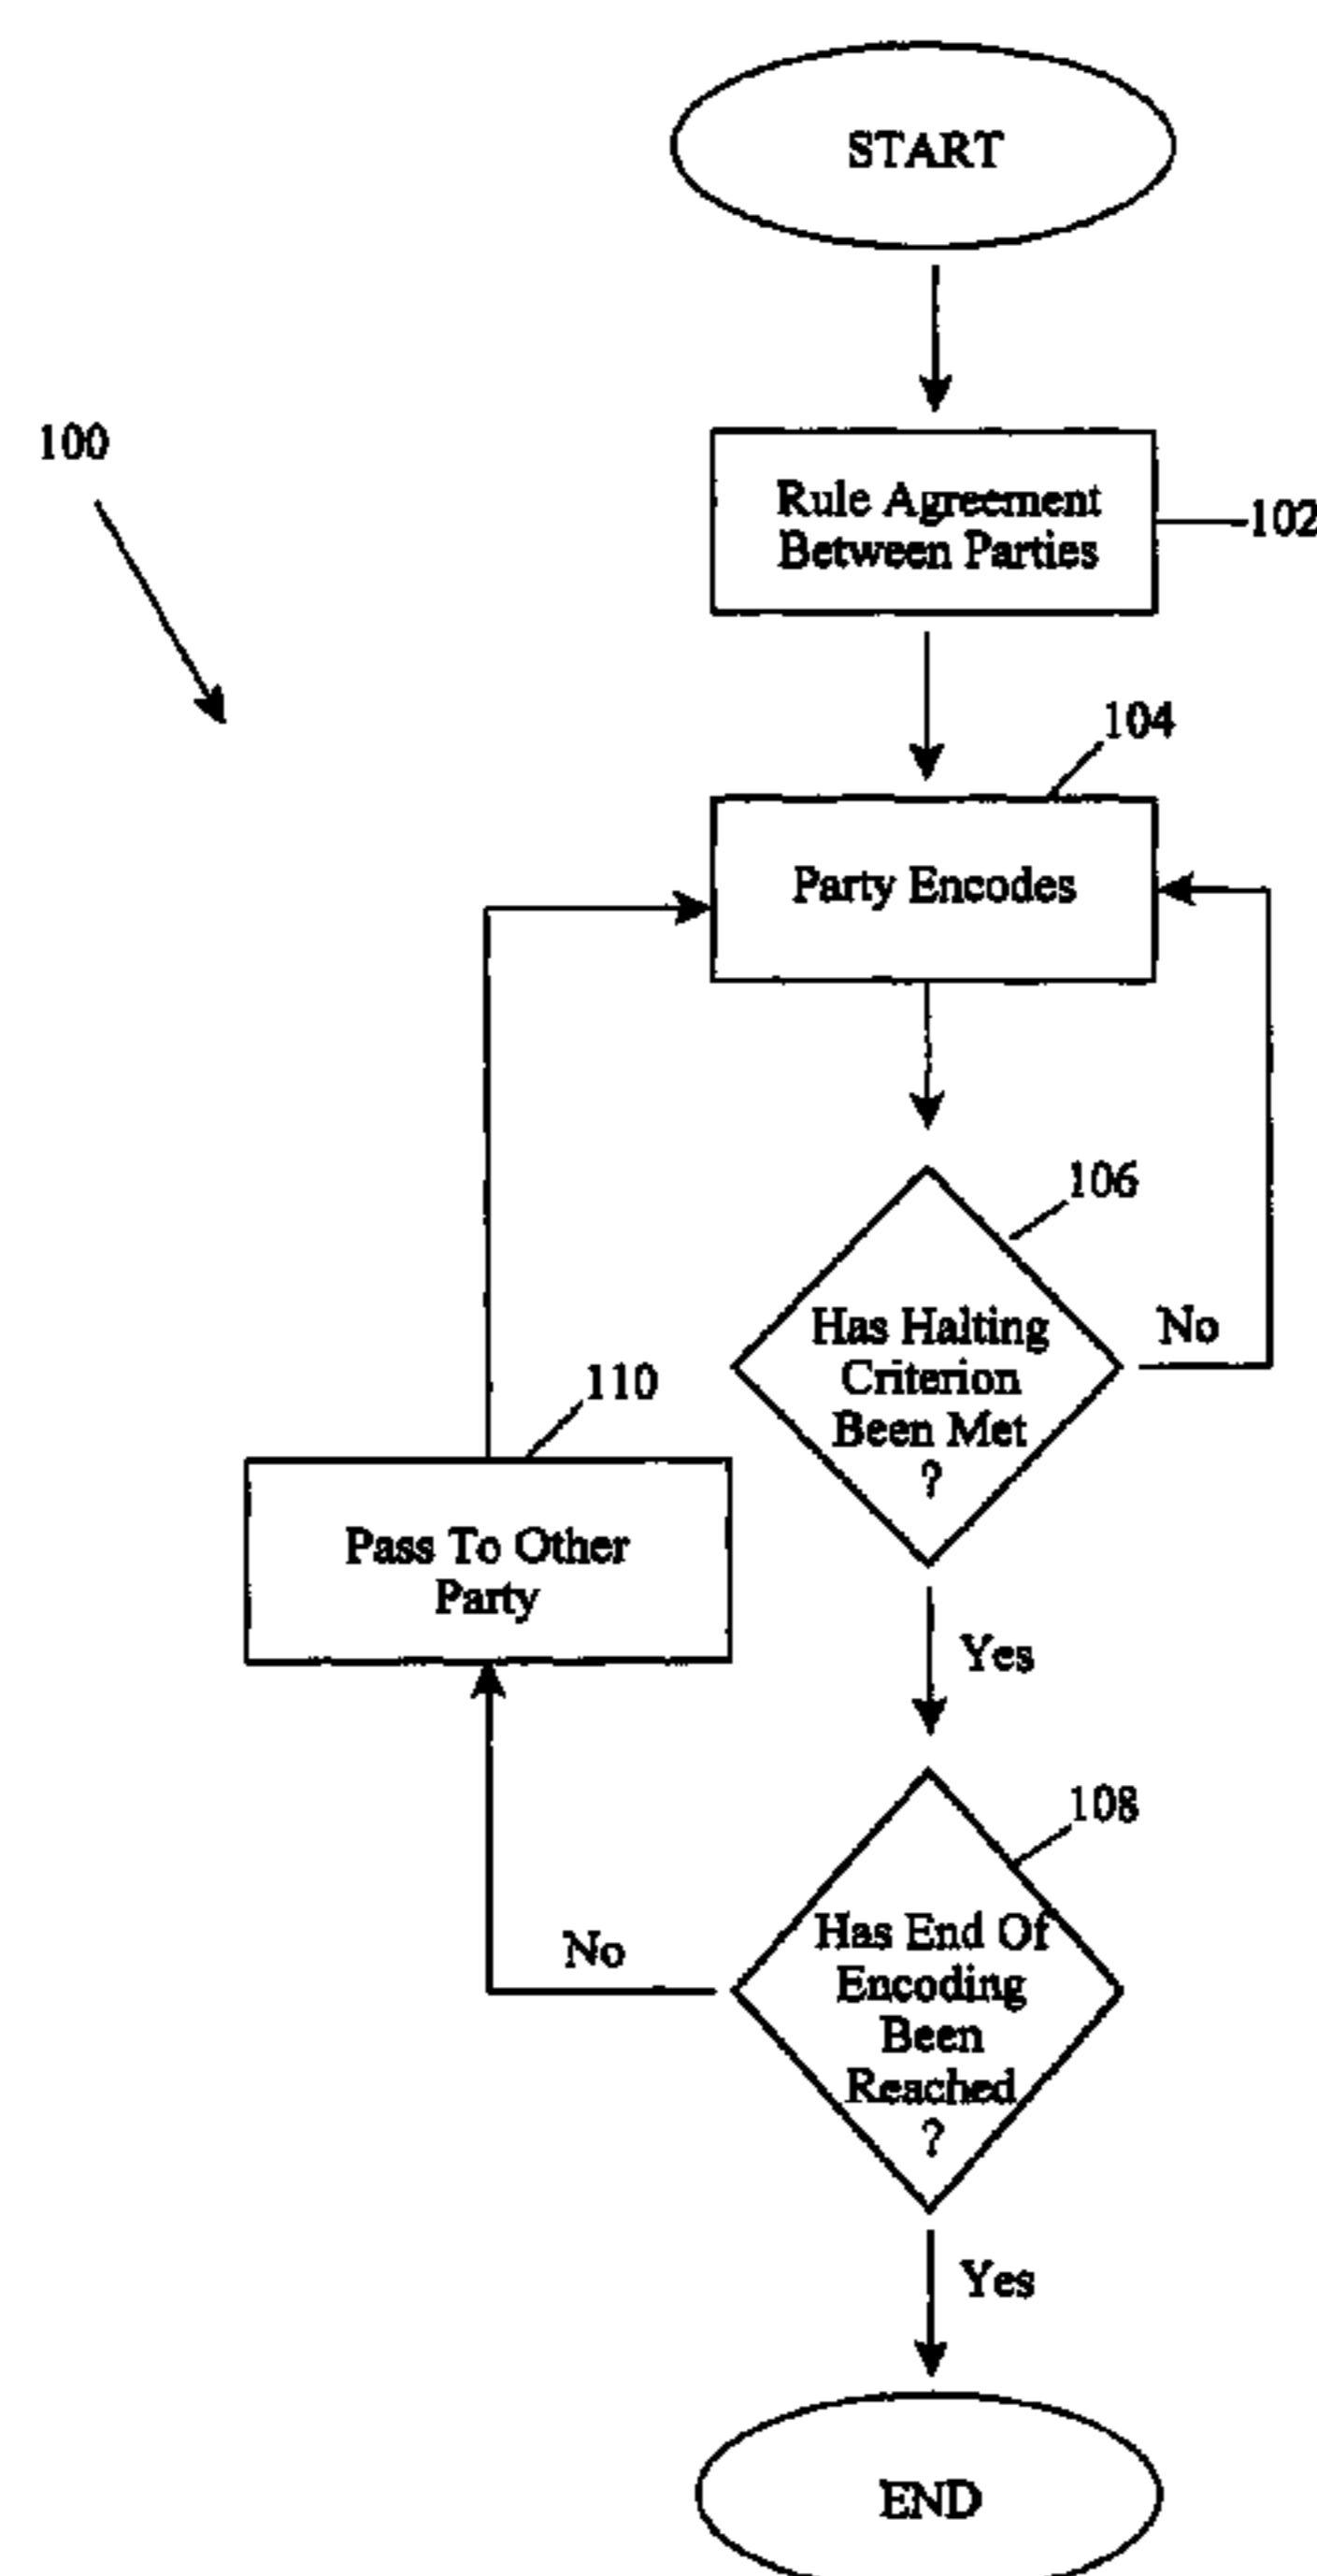 START
100
Rule Agreement
Between Parties
102
104
Party Encodes
106
Has Halting
Criterion
Been Met
?
No
110
Pass To Other
Party
Yes
108
Has End Of
Encoding
Been
Reached
?
No
Yes
END